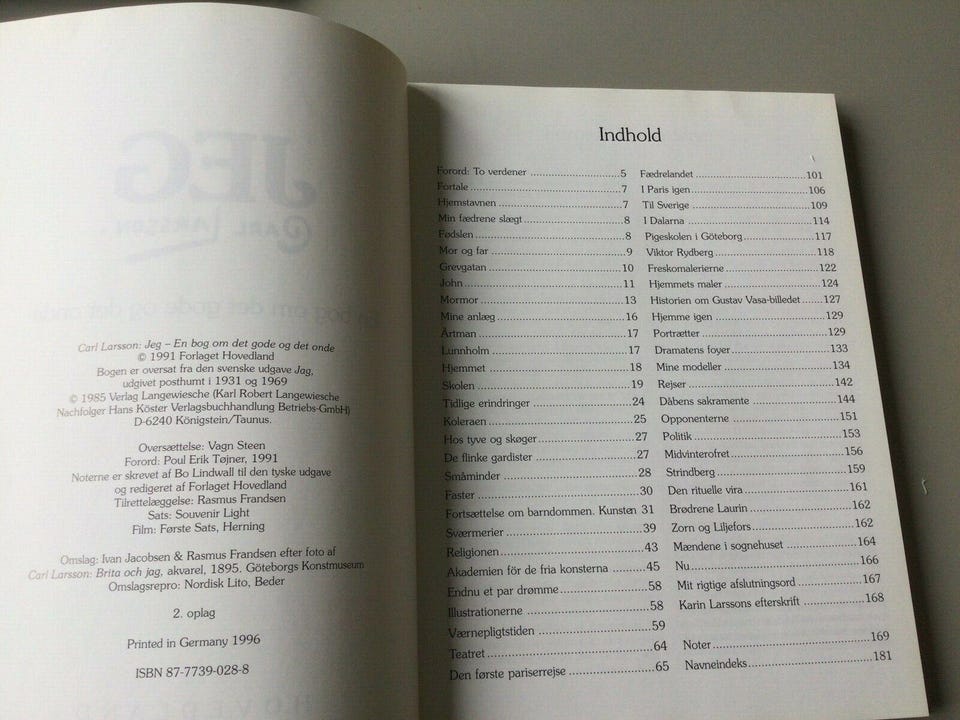 Carl Larsson: Jeg – En bog om det gode og det onde
© 1991 Forlaget Hovedland
Bogen er oversat fra den svenske udgave Jag,
udgivet posthumt i 1931 og 1969
© 1985 Verlag Langewiesche (Karl Robert Langewiesche
Nachfolger Hans Köster Verlagsbuchhandlung Betriebs-GmbH)
D-6240 Königstein/Taunus.
Oversættelse: Vagn Steen
Forord: Poul Erik Tøjner, 1991
Noterne er skrevet af Bo Lindwall til den tyske udgave
og redigeret af Forlaget Hovedland
Tilrettelæggelse: Rasmus Frandsen
Sats: Souvenir Light
Film: Første Sats, Herning
Omslag: Ivan Jacobsen & Rasmus Frandsen efter foto af
Carl Larsson: Brita och jag, akvarel, 1895. Göteborgs Konstmuseum
Omslagsrepro: Nordisk Lito, Beder
2. oplag
Printed in Germany 1996
ISBN 87-7739-028-8
Indhold
Forord: To verdener 5
Fortale 7
Hjemstavnen 7
Min fædrene slægt 8
Fødslen 8
Mor og far 9
Grevgatan 10
John 11
Mormor 13
Mine anlæg 16
Årtman 17
Lunnholm 17
Hjemmet 18
Skolen 19
Tidlige erindringer 24
Koleraen 25
Hos tyve og skøger 27
De flinke gardister 27
Småminder 28
Faster 30
Fortsættelse om barndommen. Kunsten 31
Sværmerier 39
Religionen 43
Akademien för de fria konsterna 45
Endnu et par drømme 58
Illustrationerne 58
Værnepligtstiden 59
Teatret 64
Den første pariserrejse 65
Fædrelandet 101
I Paris igen 106
Til Sverige 109
I Dalarna 114
Pigeskolen i Göteborg 117
Viktor Rydberg 118
Freskomalerierne 122
Hjemmets maler 124
Historien om Gustav Vasa-billedet 127
Hjemme igen 129
Portrætter 129
Dramatens foyer 133
Mine modeller 134
Rejser 142
Dåbens sakramente 144
Opponenterne 151
Politik 153
Midvinterofret 156
Strindberg 159
Den rituelle vira 161
Brødrene Laurin 162
Zorn og Liljefors 162
Mændene i sognehuset 164
Nu 166
Mit rigtige afslutningsord 167
Karin Larssons efterskrift 168
Noter 169
Navneindeks 181